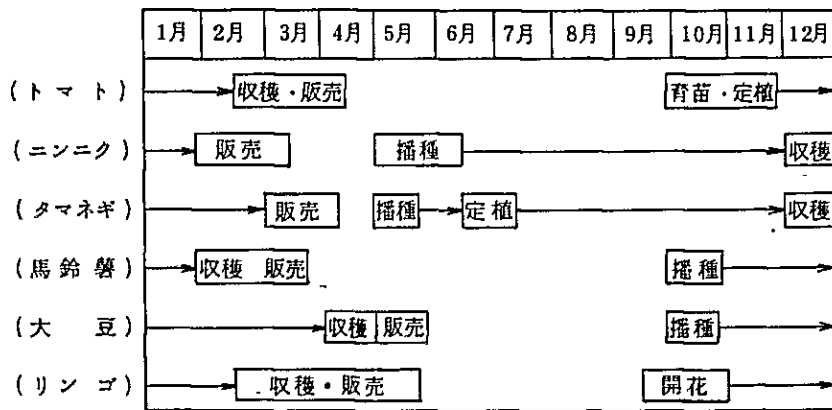 1月 2月 3月 4月 5月 6月 7月 8月 9月 10月 11月 12月
(トマト) 収穫・販売 育苗・定植
(ニンニク) 販売 播種 収穫
(タマネギ) 販売 播種 定植 収穫
(馬鈴薯) 収穫 販売 播種
(大豆) 収穫 販売 播種
(リンゴ) 収穫・販売 開花